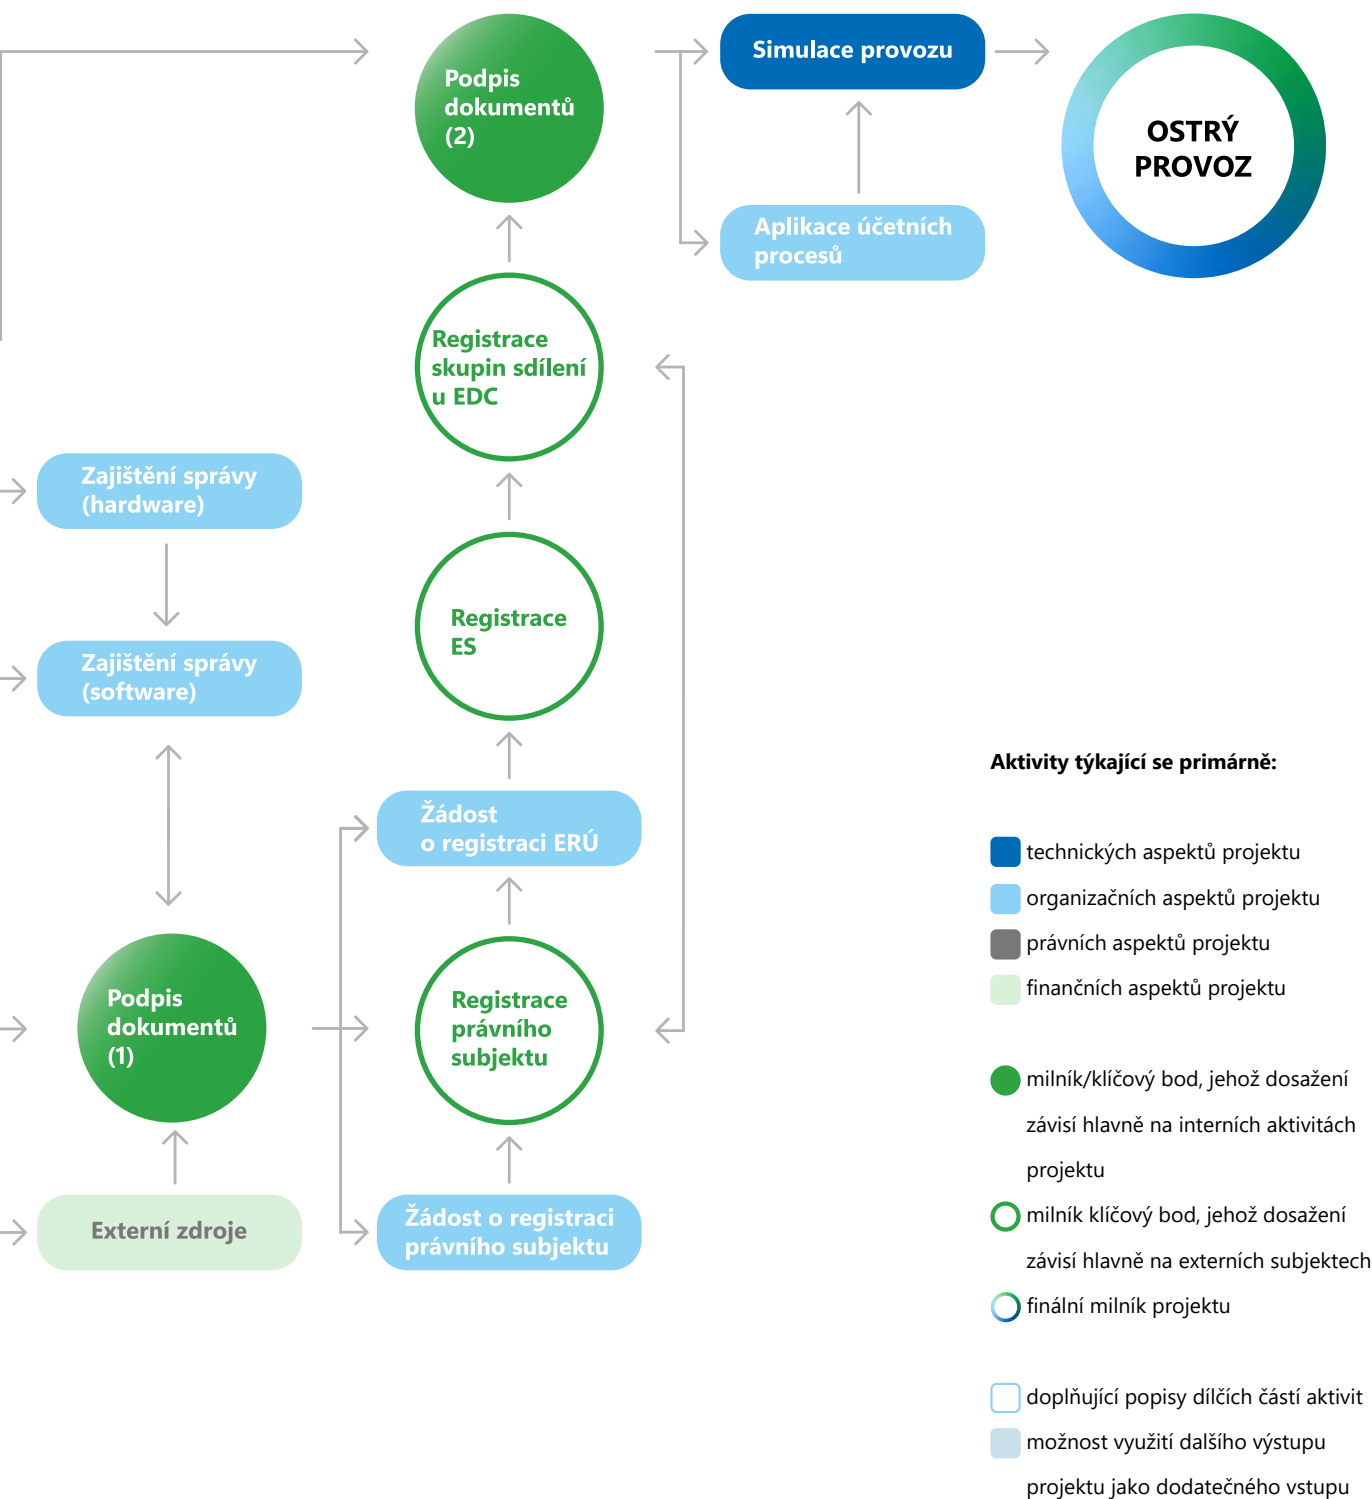 Podpis
dokumentů
(2)
Simulace provozu
OSTRÝ
PROVOZ
Aplikace účetních
procesů
Registrace
skupin sdílení
u EDC
Zajištění správy
(hardware)
Registrace
ES
Zajištění správy
(software)
Žádost
o registraci ERÚ
Podpis
dokumentů
(1)
Registrace
právního
subjektu
Externí zdroje
Žádost o registraci
právního subjektu
Aktivity týkající se primárně:
technických aspektů projektu
organizačních aspektů projektu
právních aspektů projektu
finančních aspektů projektu
milník/klíčový bod, jehož dosažení
závisí hlavně na interních aktivitách
projektu
milník klíčový bod, jehož dosažení
závisí hlavně na externích subjektech
finální milník projektu
doplňující popisy dílčích částí aktivit
možnost využití dalšího výstupu
projektu jako dodatečného vstupu